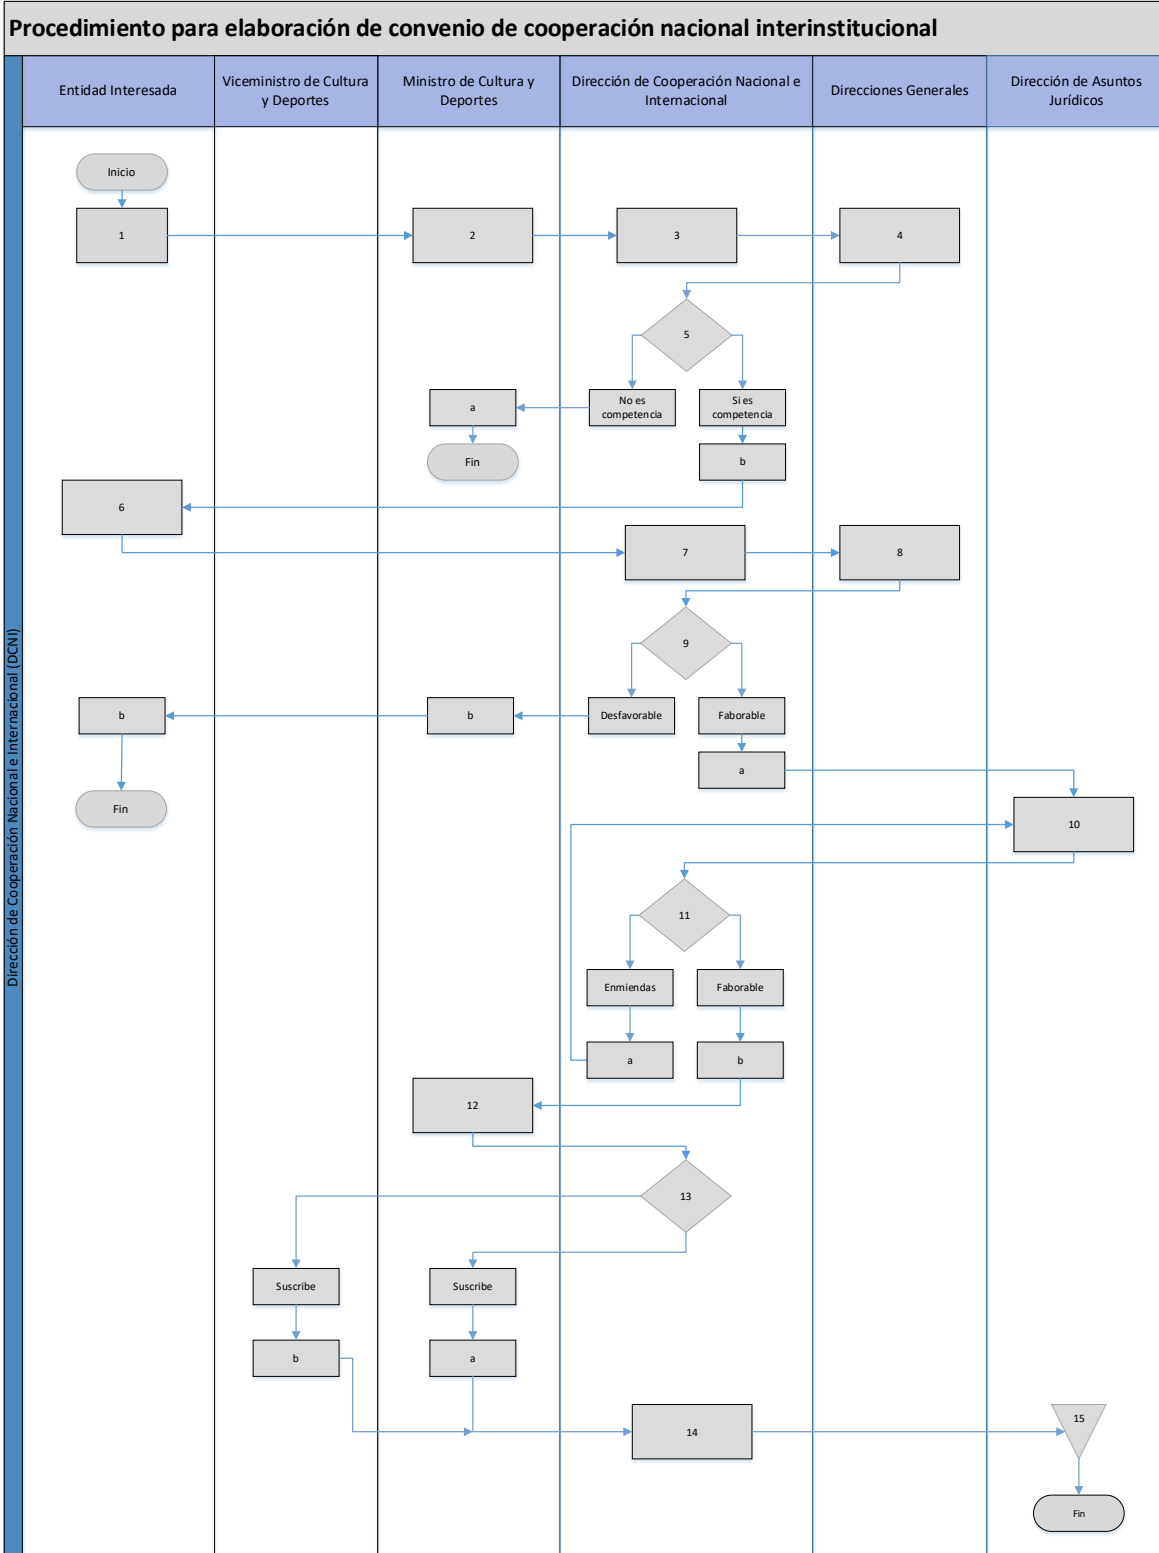 Procedimiento para elaboración de convenio de cooperación nacional interinstitucional
Dirección de Cooperación Nacional e Internacional (DCNI)
Entidad Interesada
Viceministro de Cultura
y Deportes
Ministro de Cultura y
Deportes
Dirección de Cooperación Nacional e
Internacional
Direcciones Generales
Dirección de Asuntos
Jurídicos
Inicio
1
2
3
4
5
No es
competencia
Si es
competencia
a
Fin
b
6
7
8
9
Desfavorable
Faborable
b
b
a
Fin
10
11
Enmiendas
Faborable
a
b
12
13
Suscribe
Suscribe
b
a
14
15
Fin